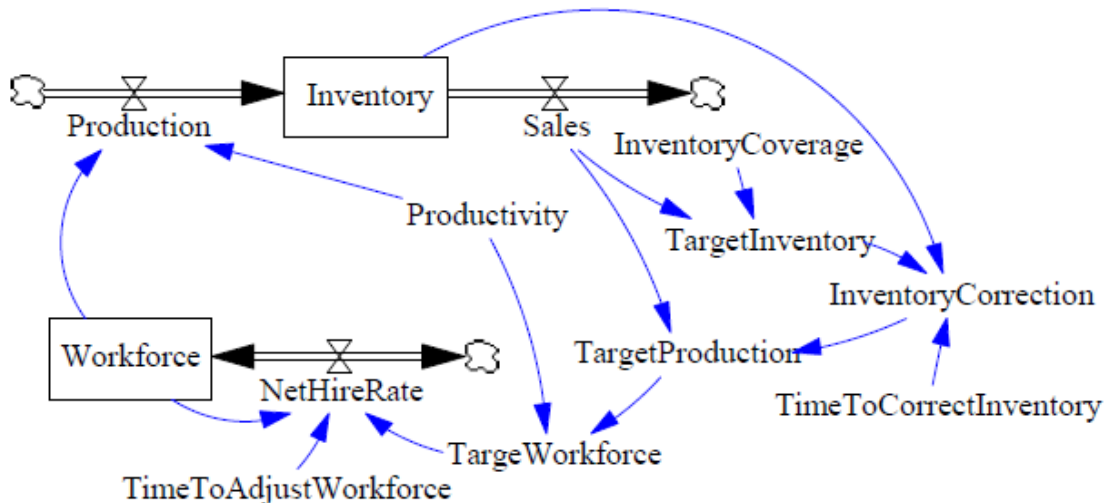 Inventory
Production
Sales
InventoryCoverage
Productivity
TargetInventory
InventoryCorrection
Workforce
TargetProduction
NetHireRate
TimeToCorrectInventory
TargeWorkforce
TimeToAdjustWorkforce